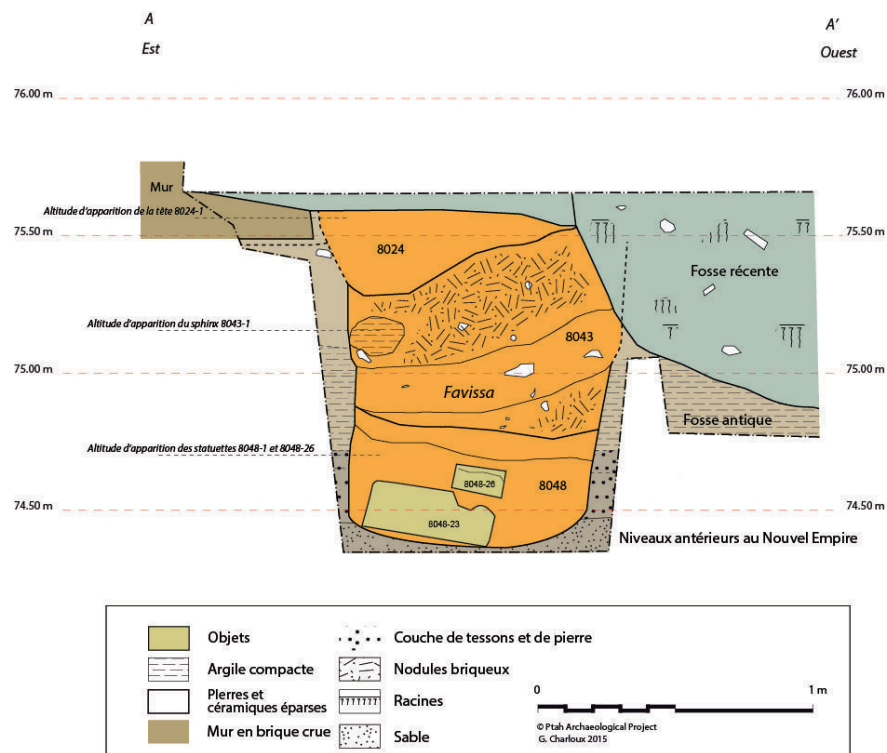 A
A'
Est
Ouest
76.00 m
76.00 m
Mur
Altitude d'apparition de la tête 8024-1
75.50 m
75.50 m
8024
Fosse récente
Altitude d'apparition du sphinx 8043-1
8043
75.00 m
75.00 m
Favissa
Fosse antique
Altitude d'apparition des statuettes 8048-1 et 8048-26
8048-26
8048
74.50 m
74.50 m
8048-23
Niveaux antérieurs au Nouvel Empire
Objets
Couche de tessons et de pierre
Argile compacte
Nodules briqueux
Pierres et
céramiques éparses
Racines
0
1 m
Mur en brique crue
Sable
© Ptah Archaeological Project
G. Charloux 2015